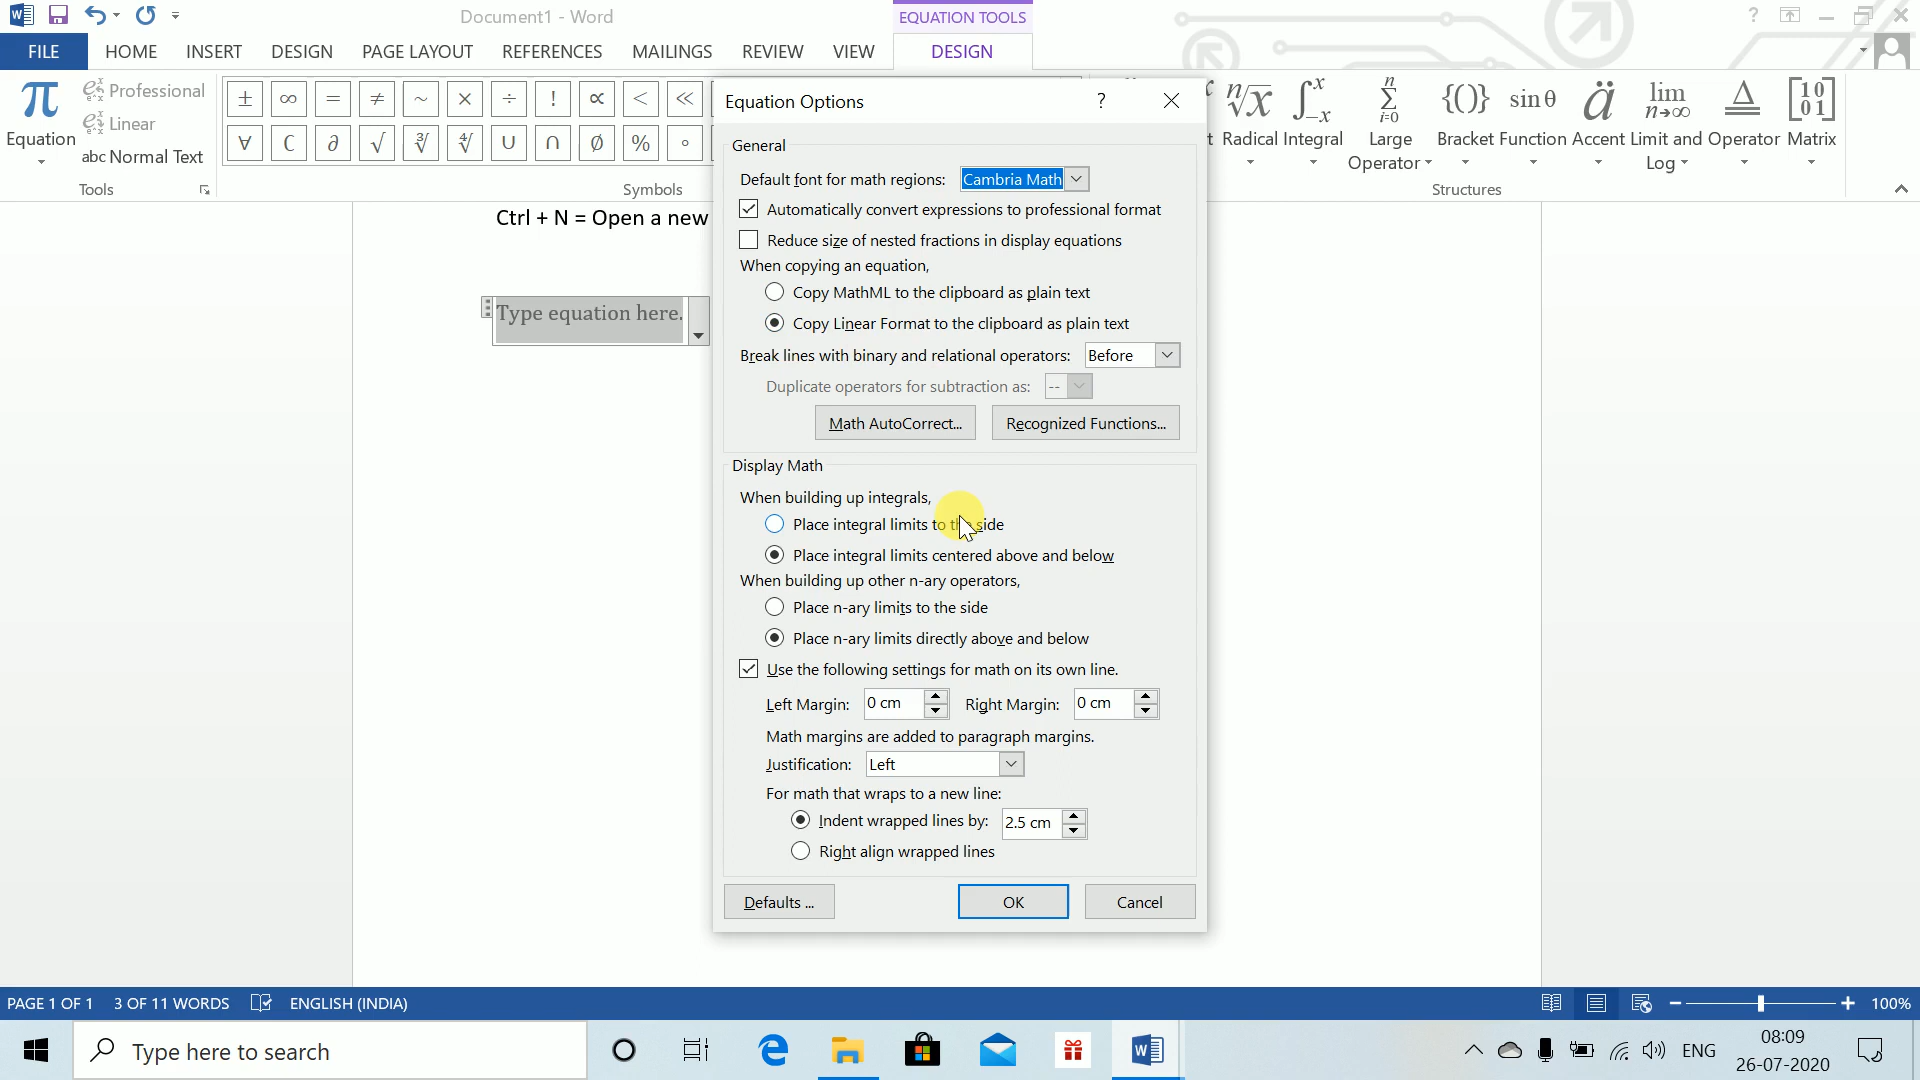 Document1 - Word
EQUATION TOOLS
FILE HOME INSERT DESIGN PAGE LAYOUT REFERENCES MAILINGS REVIEW VIEW DESIGN
Equation
Professional
Linear
abc Normal Text
Tools
± ∞ = ≠ ~ × ÷ ! ∝ < ≪
∀ ∁ ∂ √ ∛ ∜ ∪ ∩ ∅ % °
Symbols
Radical Integral Large Operator Bracket Function Accent Limit and Log Operator Matrix
{()} sinθ ä lim n→∞
Structures
Ctrl + N = Open a new
Type equation here.
Equation Options
?
General
Default font for math regions: Cambria Math
Automatically convert expressions to professional format
Reduce size of nested fractions in display equations
When copying an equation,
Copy MathML to the clipboard as plain text
Copy Linear Format to the clipboard as plain text
Break lines with binary and relational operators: Before
Duplicate operators for subtraction as: --
Math AutoCorrect... Recognized Functions...
Display Math
When building up integrals,
Place integral limits to the side
Place integral limits centered above and below
When building up other n-ary operators,
Place n-ary limits to the side
Place n-ary limits directly above and below
Use the following settings for math on its own line.
Left Margin: 0 cm Right Margin: 0 cm
Math margins are added to paragraph margins.
Justification: Left
For math that wraps to a new line:
Indent wrapped lines by: 2.5 cm
Right align wrapped lines
Defaults ... OK Cancel
PAGE 1 OF 1 3 OF 11 WORDS ENGLISH (INDIA) 100%
Type here to search
ENG
08:09
26-07-2020